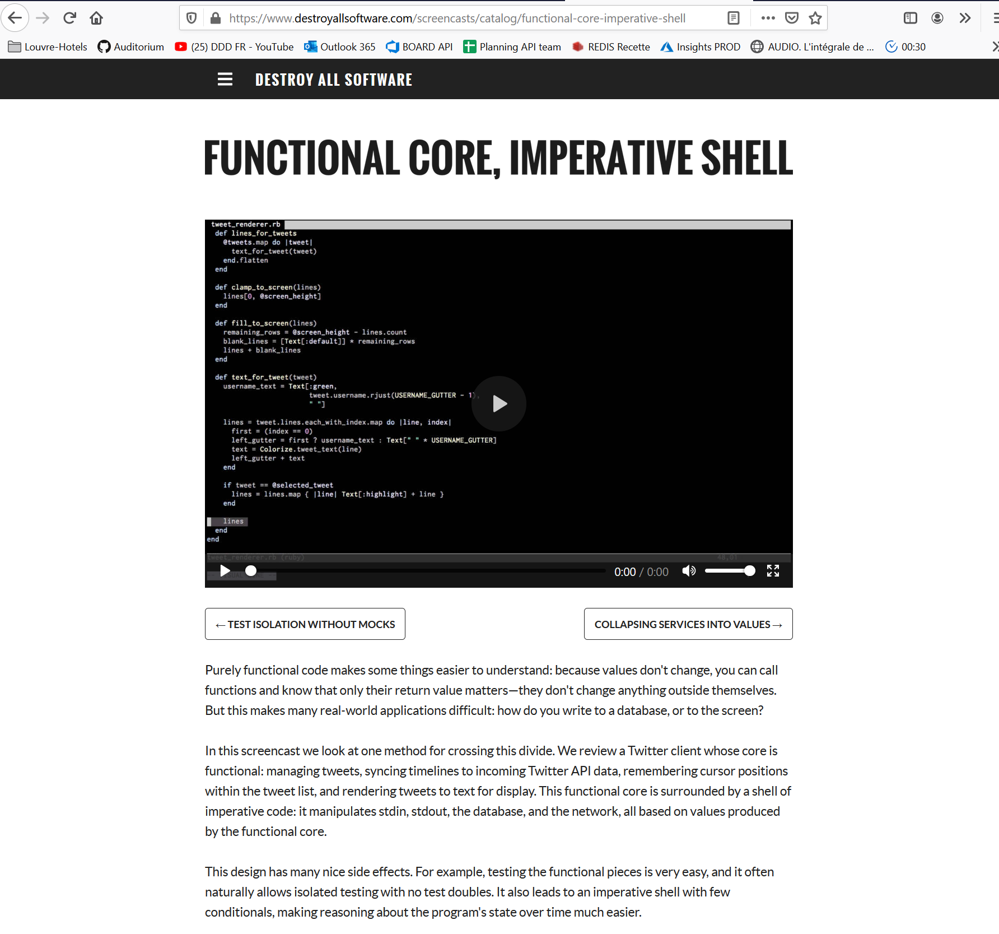 https://www.destroyallsoftware.com/screencasts/catalog/functional-core-imperative-shell
Louvre-Hotels Auditorium (25) DDD FR - YouTube Outlook 365 BOARD API Planning API team REDIS Recette Insights PROD AUDIO. L'intégrale de ... 00:30
DESTROY ALL SOFTWARE
FUNCTIONAL CORE, IMPERATIVE SHELL
tweet_renderer.rb
def lines_for_tweets
@tweets.map do |tweet|
text_for_tweet(tweet)
end.flatten
end
def clamp_to_screen(lines)
lines[0, @screen_height]
end
def fill_to_screen(lines)
remaining_rows = @screen_height - lines.count
blank_lines = [Text[:default]] * remaining_rows
lines + blank_lines
end
def text_for_tweet(tweet)
username_text = Text[:green,
tweet.username.rjust(USERNAME_GUTTER - 1),
" "]
lines = tweet.lines.each_with_index.map do |line, index|
first = (index == 0)
left_gutter = first ? username_text : Text[" " * USERNAME_GUTTER]
text = Colorize.tweet_text(line)
left_gutter + text
end
if tweet == @selected_tweet
lines = lines.map { |line| Text[:highlight] + line }
end
lines
end
end
tweet_renderer.rb (ruby) 48,01
0:00 / 0:00
← TEST ISOLATION WITHOUT MOCKS
COLLAPSING SERVICES INTO VALUES →
Purely functional code makes some things easier to understand: because values don't change, you can call
functions and know that only their return value matters—they don't change anything outside themselves.
But this makes many real-world applications difficult: how do you write to a database, or to the screen?
In this screencast we look at one method for crossing this divide. We review a Twitter client whose core is
functional: managing tweets, syncing timelines to incoming Twitter API data, remembering cursor positions
within the tweet list, and rendering tweets to text for display. This functional core is surrounded by a shell of
imperative code: it manipulates stdin, stdout, the database, and the network, all based on values produced
by the functional core.
This design has many nice side effects. For example, testing the functional pieces is very easy, and it often
naturally allows isolated testing with no test doubles. It also leads to an imperative shell with few
conditionals, making reasoning about the program's state over time much easier.